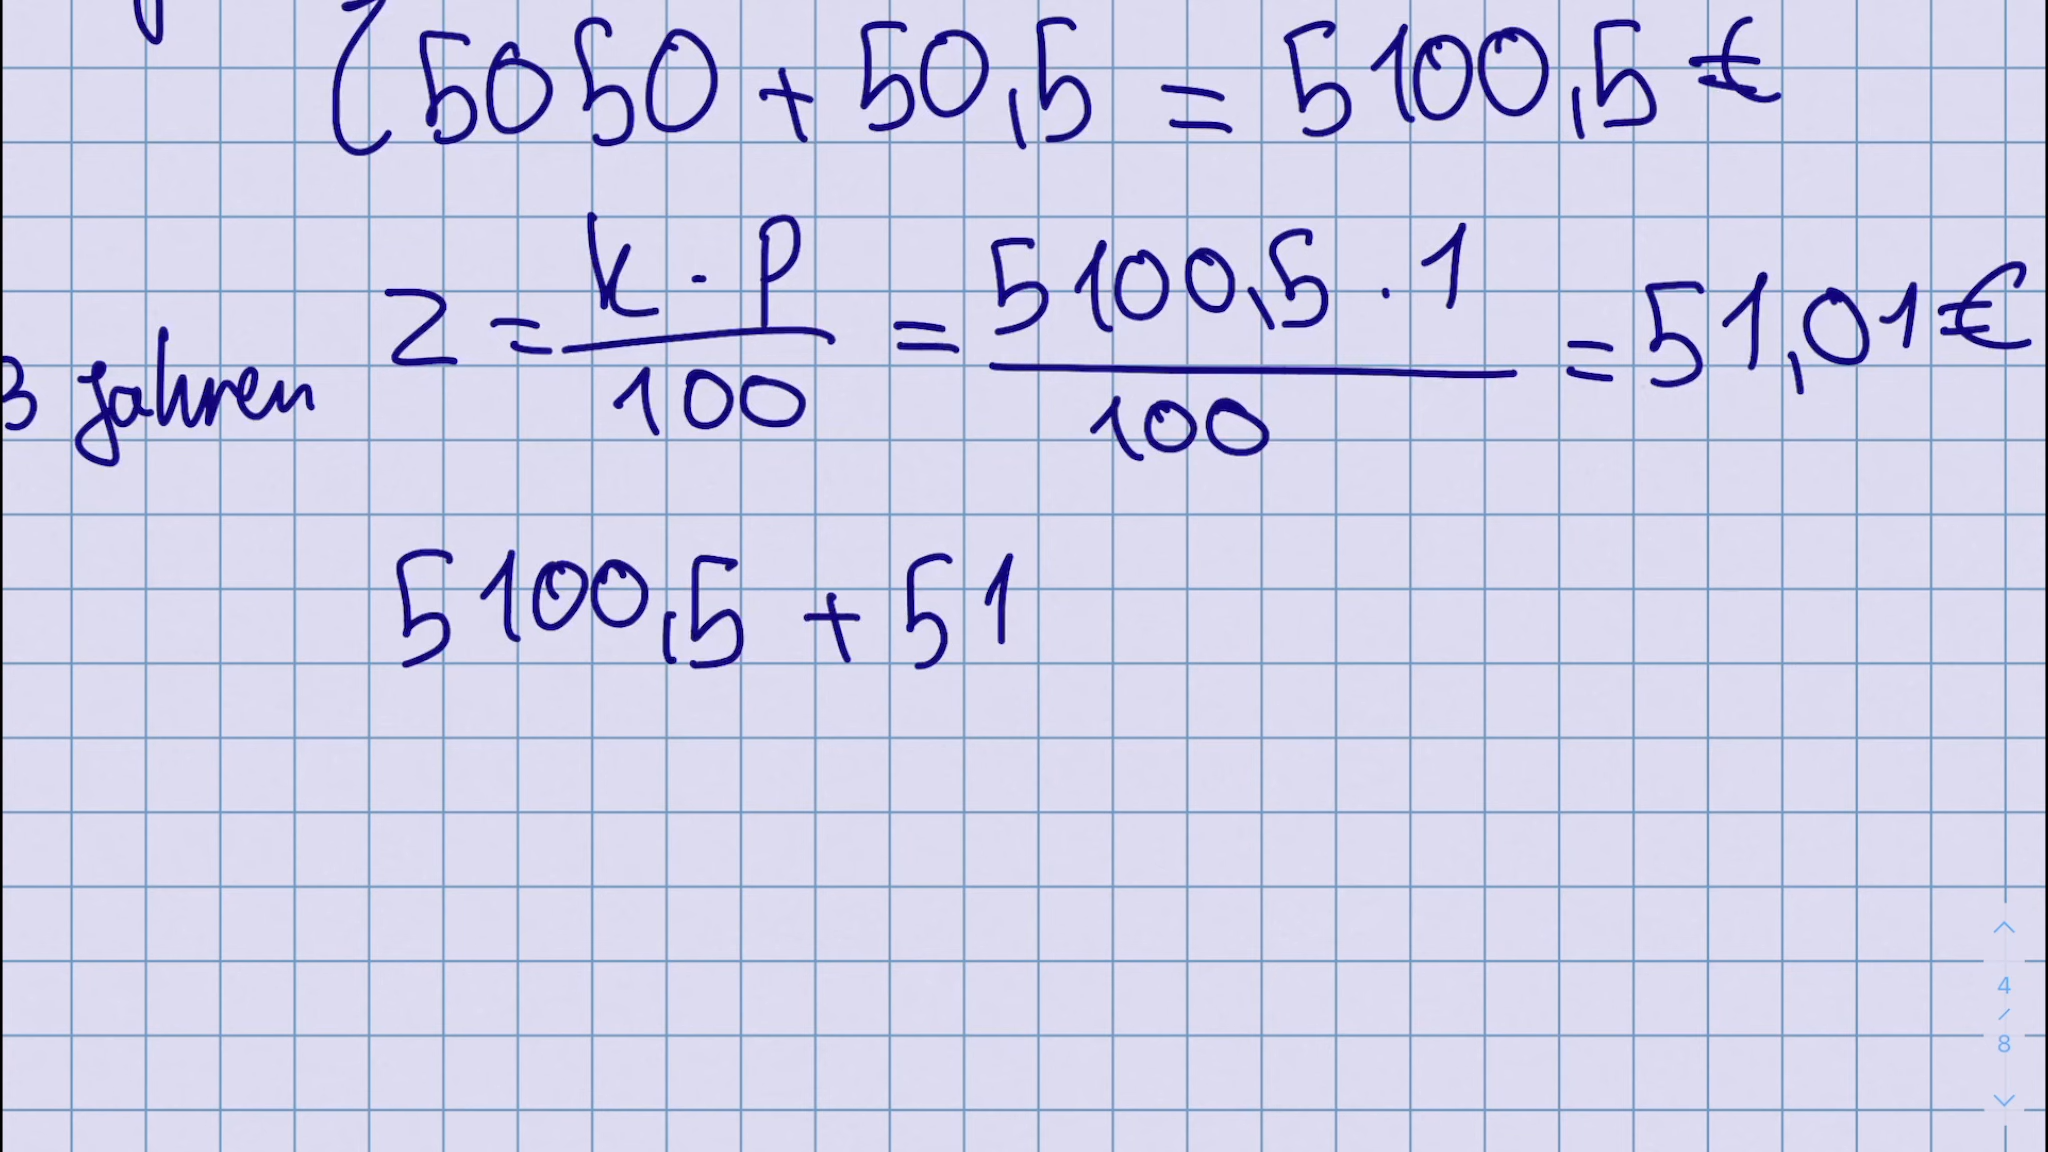 5050 + 50,5 = 5100,5 €
3 Jahren Z = K · P / 100 = 5100,5 · 1 / 100 = 51,01 €
5100,5 + 51
4 / 8